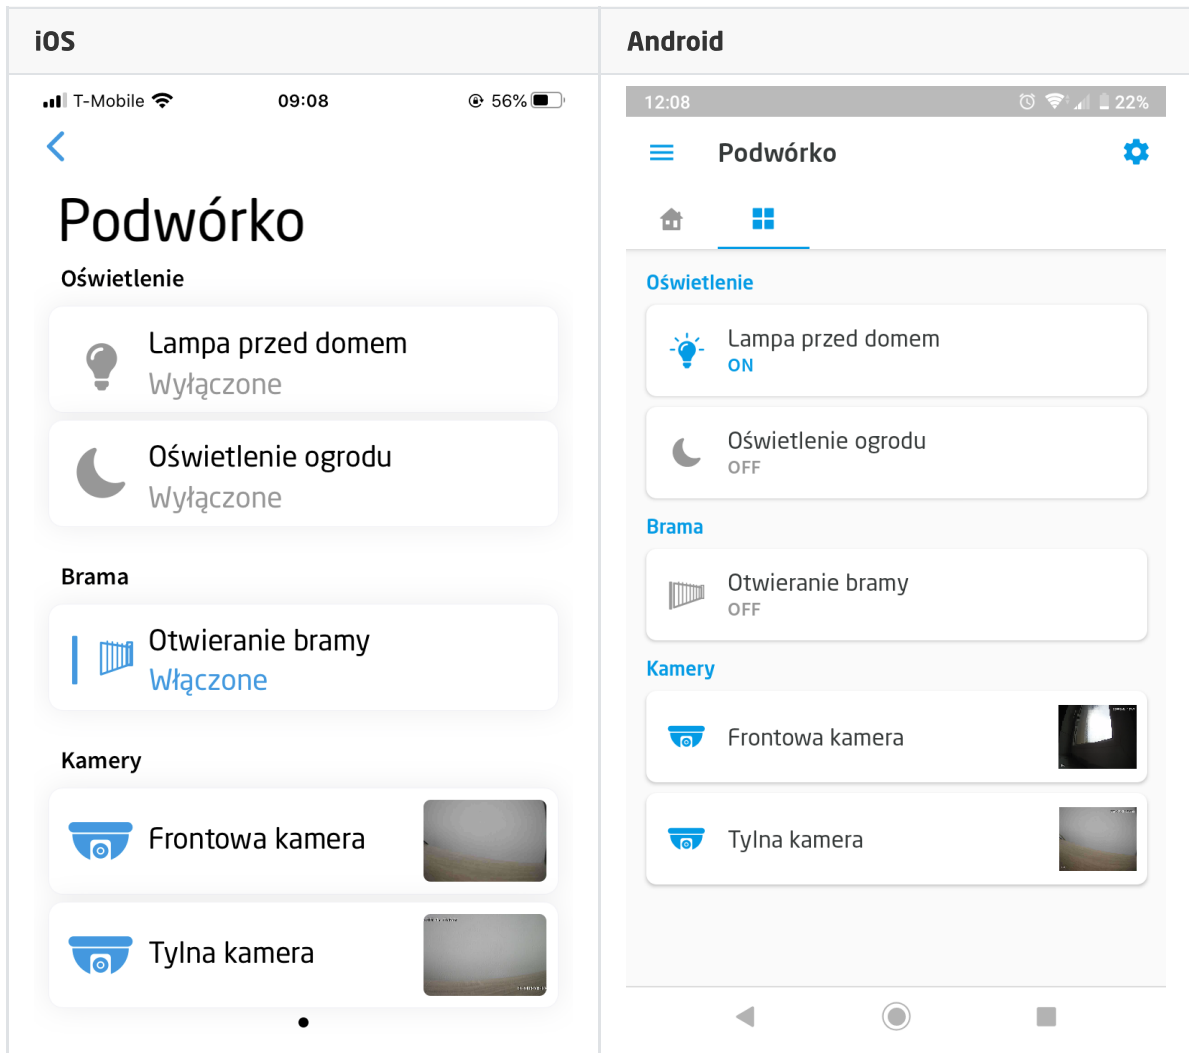 iOS
Android
T-Mobile 09:08 56%
Podwórko
Oświetlenie
Lampa przed domem
Wyłączone
Oświetlenie ogrodu
Wyłączone
Brama
Otwieranie bramy
Włączone
Kamery
Frontowa kamera
Tylna kamera
12:08 22%
Podwórko
Oświetlenie
Lampa przed domem
ON
Oświetlenie ogrodu
OFF
Brama
Otwieranie bramy
OFF
Kamery
Frontowa kamera
Tylna kamera